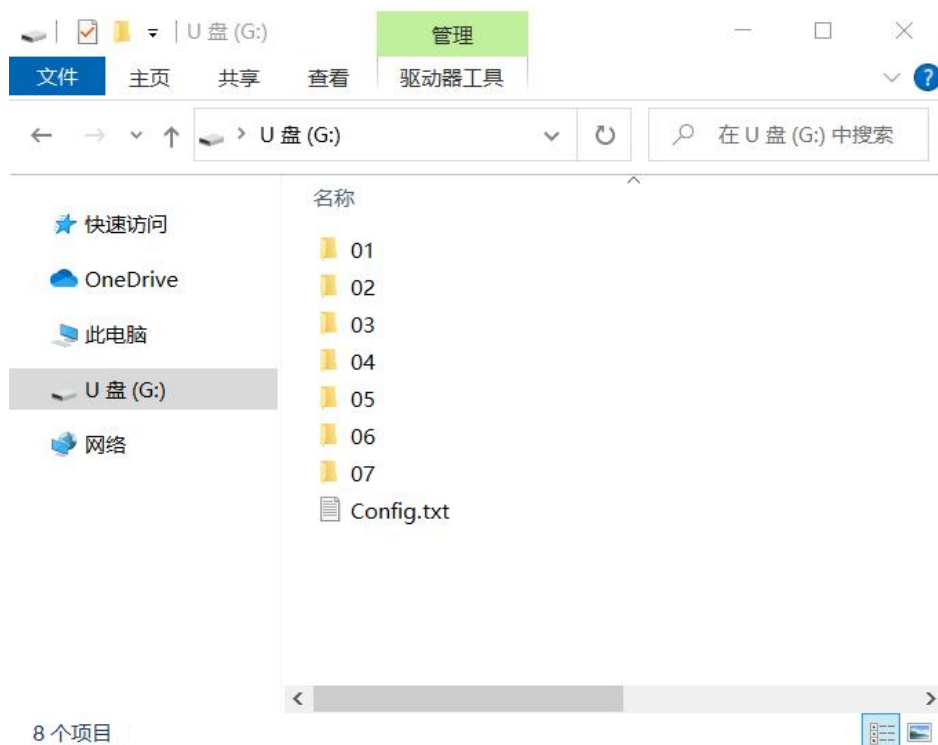 U 盘 (G:)
管理
文件 主页 共享 查看 驱动器工具
U 盘 (G:) 在 U 盘 (G:) 中搜索
名称
快速访问
OneDrive
此电脑
U 盘 (G:)
网络
01
02
03
04
05
06
07
Config.txt
8 个项目